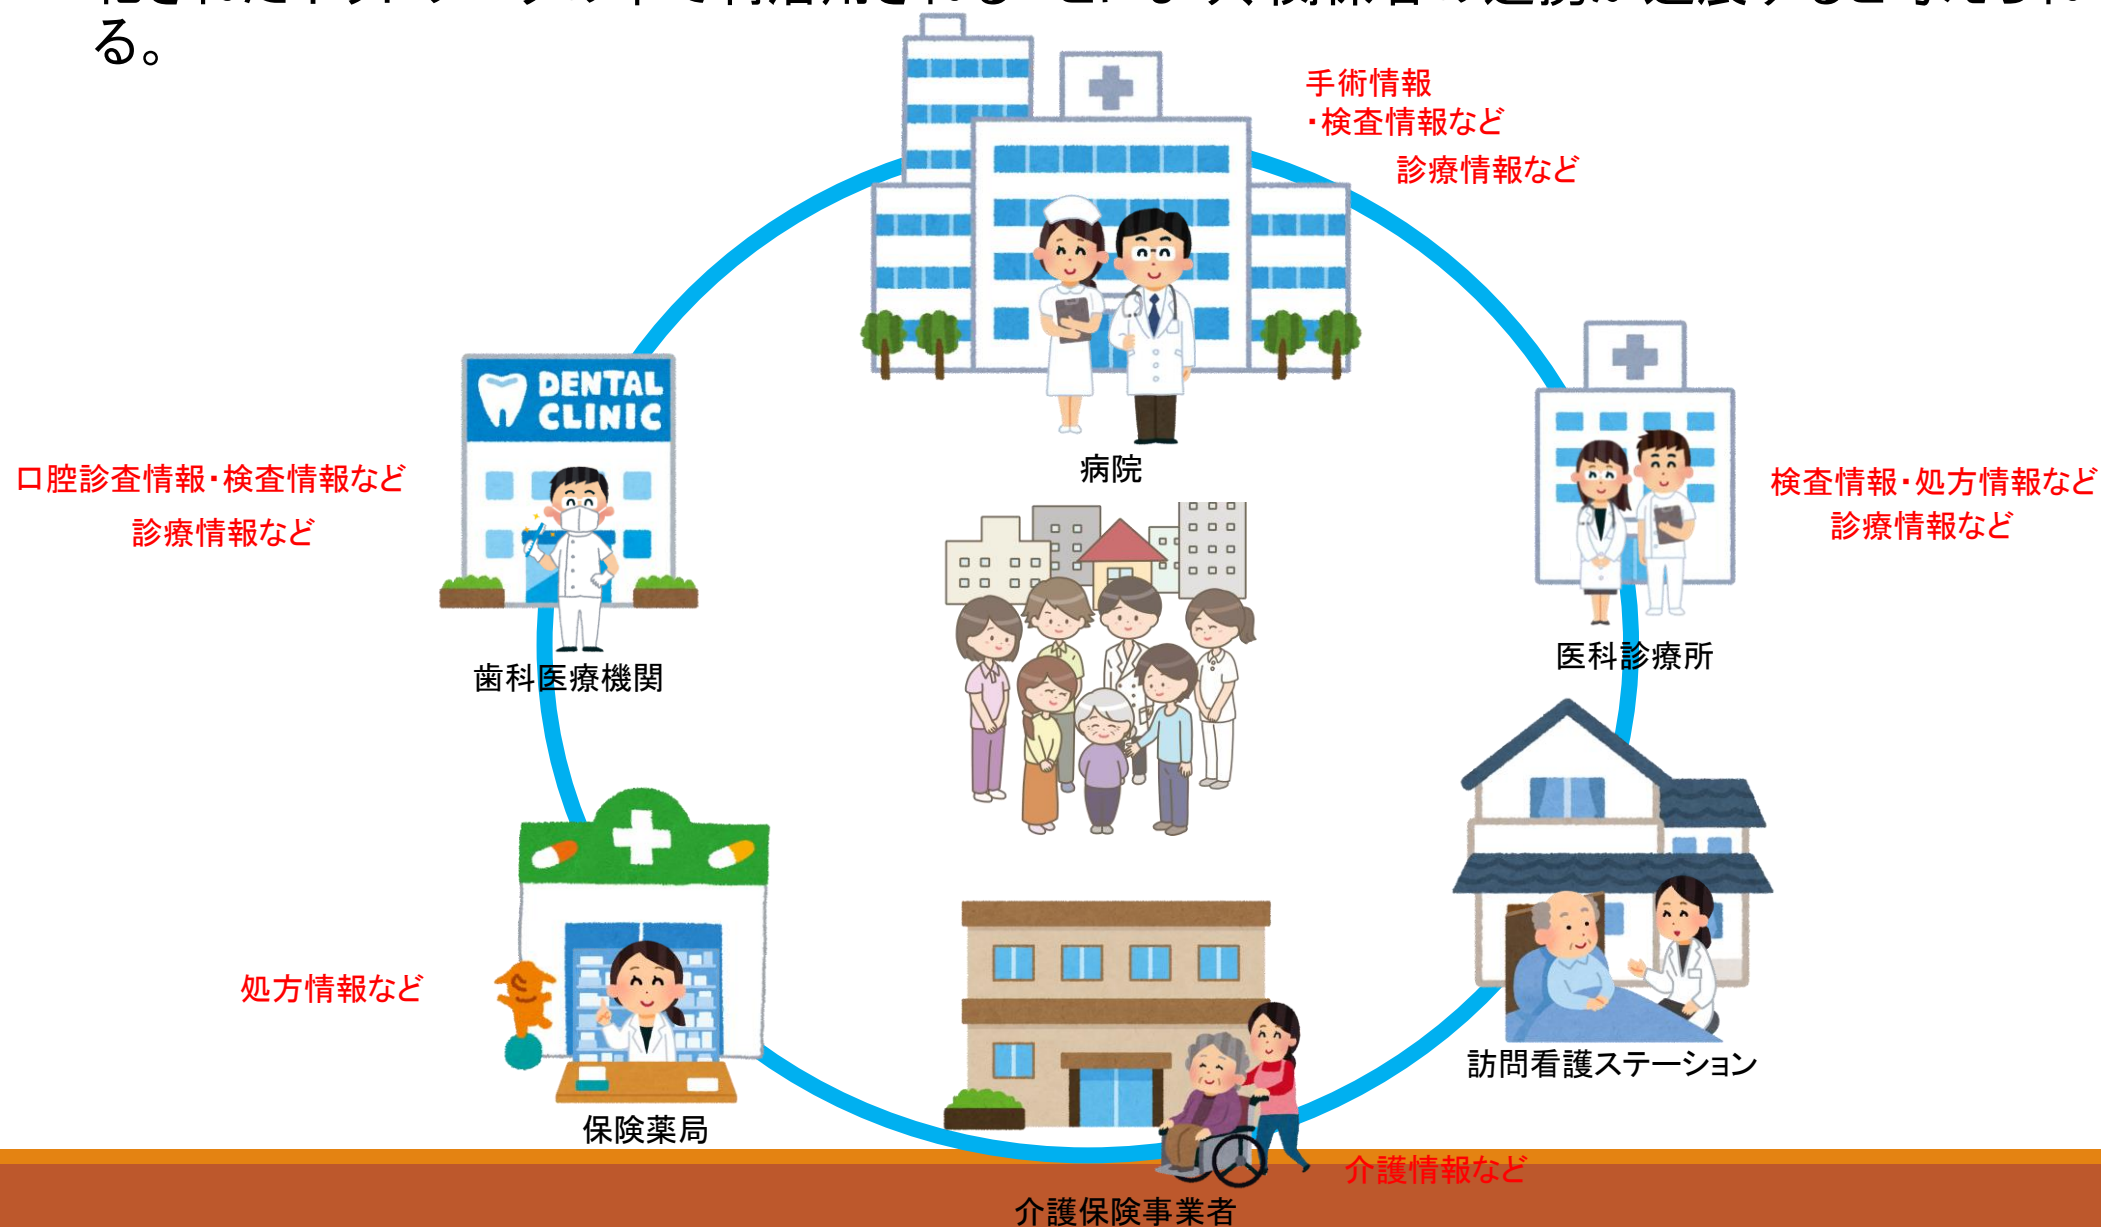 る。
手術情報
・検査情報など
診療情報など
DENTAL
CLINIC
病院
口腔診査情報・検査情報など
診療情報など
検査情報・処方情報など
診療情報など
歯科医療機関
医科診療所
処方情報など
訪問看護ステーション
保険薬局
介護情報など
介護保険事業者